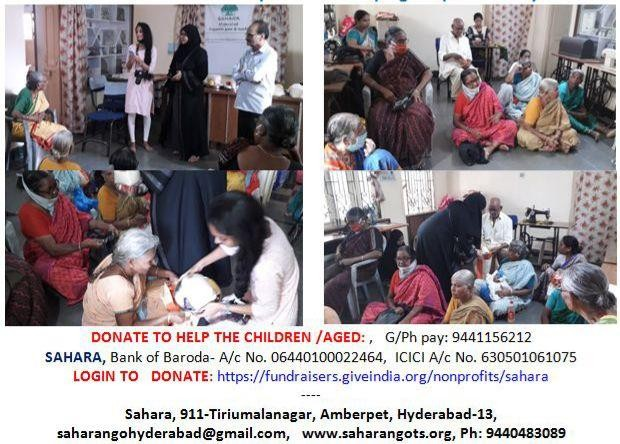 SAHARA
DONATE TO HELP THE CHILDREN /AGED: , G/Ph pay: 9441156212
SAHARA, Bank of Baroda- A/c No. 06440100022464, ICICI A/c No. 630501061075
LOGIN TO DONATE: https://fundraisers.giveindia.org/nonprofits/sahara
----
Sahara, 911-Tiriumalanagar, Amberpet, Hyderabad-13,
saharangohyderabad@gmail.com, www.saharangots.org, Ph: 9440483089